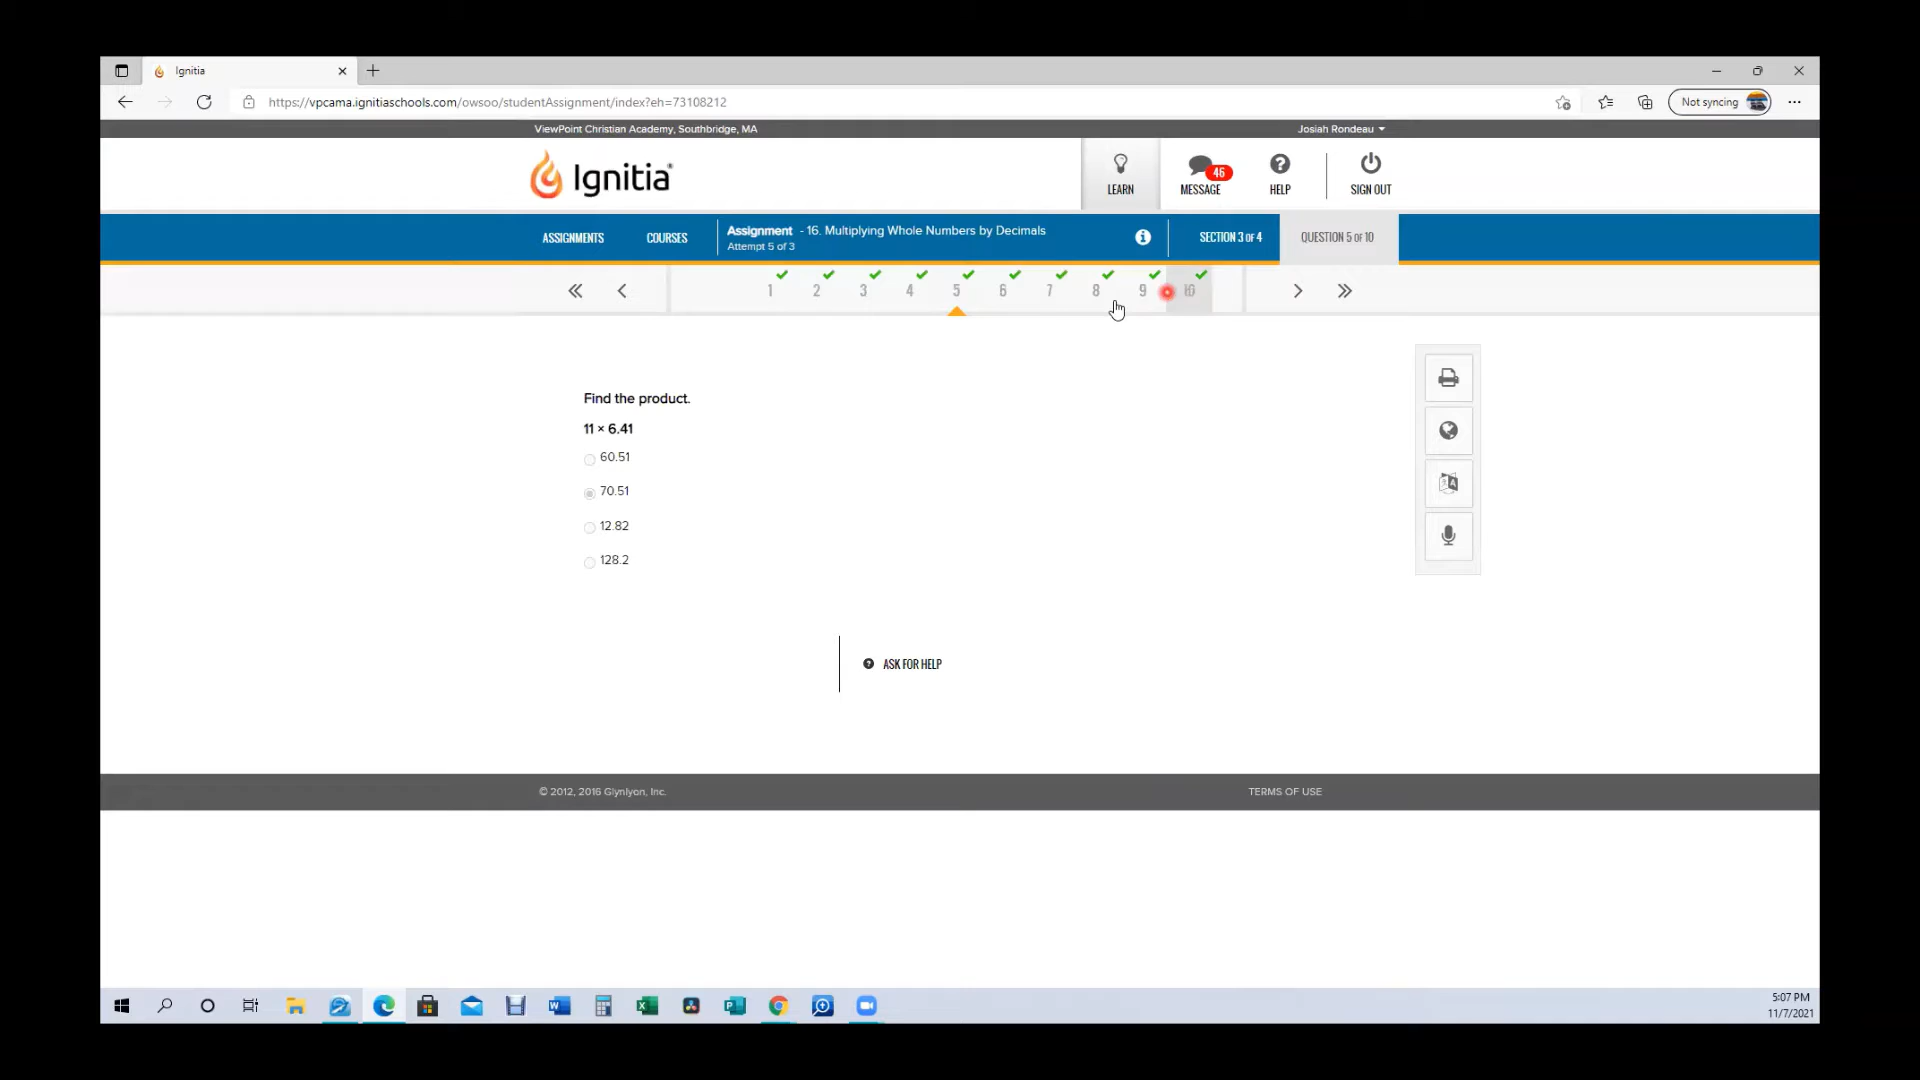 Ignitia
https://vpcama.ignitiaschools.com/owsoo/studentAssignment/index?eh=73108212
Not syncing
ViewPoint Christian Academy, Southbridge, MA
Josiah Rondeau
Ignitia
LEARN
46
MESSAGE
HELP
SIGN OUT
ASSIGNMENTS
COURSES
Assignment - 16. Multiplying Whole Numbers by Decimals
Attempt 5 of 3
SECTION 3 OF 4
QUESTION 5 OF 10
1 2 3 4 5 6 7 8 9 10
Find the product.
11 × 6.41
60.51
70.51
12.82
128.2
ASK FOR HELP
© 2012, 2016 Glynlyon, Inc.
TERMS OF USE
5:07 PM
11/7/2021